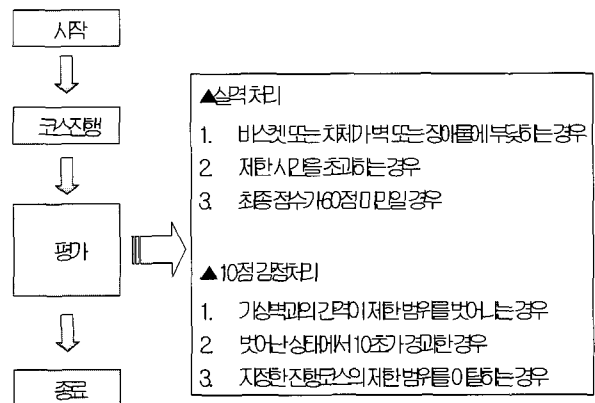 시작
코스진행
평가
종료
▲실격처리
1. 바스켓 또는 차체가 벽 또는 장애물에 부딪히는 경우
2. 제한시간을 초과하는 경우
3. 최종 점수가 60점 미만일 경우
▲10점 감점처리
1. 가상벽과의 간격이 제한 범위를 벗어나는 경우
2. 벗어난 상태에서 10초가 경과한 경우
3. 지정한 진행코스의 제한 범위를 이탈하는 경우